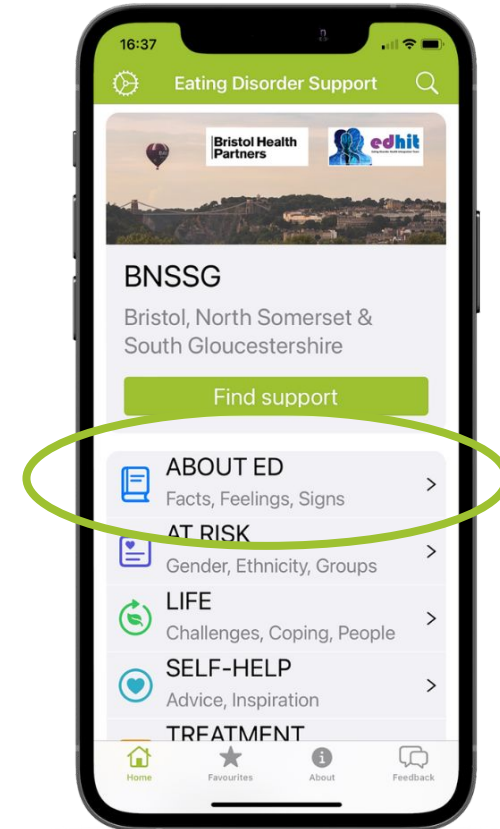 16:37
Eating Disorder Support
Bristol Health
Partners
edhit
BNSSG
Bristol, North Somerset &
South Gloucestershire
Find support
ABOUT ED
Facts, Feelings, Signs
AT RISK
Gender, Ethnicity, Groups
LIFE
Challenges, Coping, People
SELF-HELP
Advice, Inspiration
TREATMENT
Home
Favourites
About
Feedback